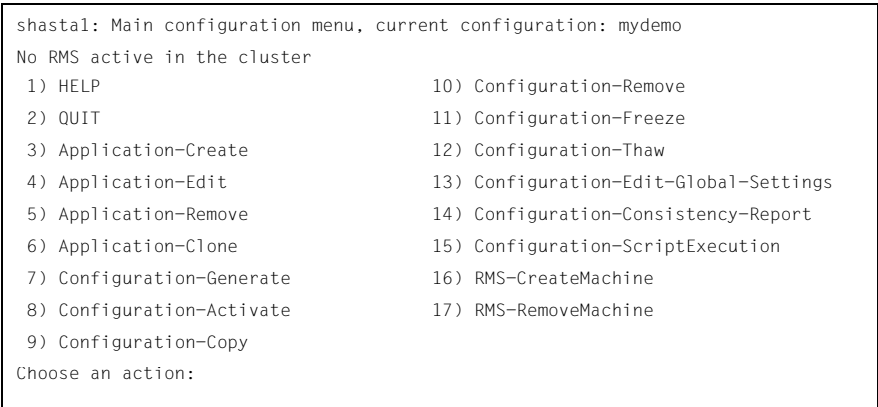 shasta1: Main configuration menu, current configuration: mydemo
No RMS active in the cluster
1) HELP 10) Configuration-Remove
2) QUIT 11) Configuration-Freeze
3) Application-Create 12) Configuration-Thaw
4) Application-Edit 13) Configuration-Edit-Global-Settings
5) Application-Remove 14) Configuration-Consistency-Report
6) Application-Clone 15) Configuration-ScriptExecution
7) Configuration-Generate 16) RMS-CreateMachine
8) Configuration-Activate 17) RMS-RemoveMachine
9) Configuration-Copy
Choose an action: